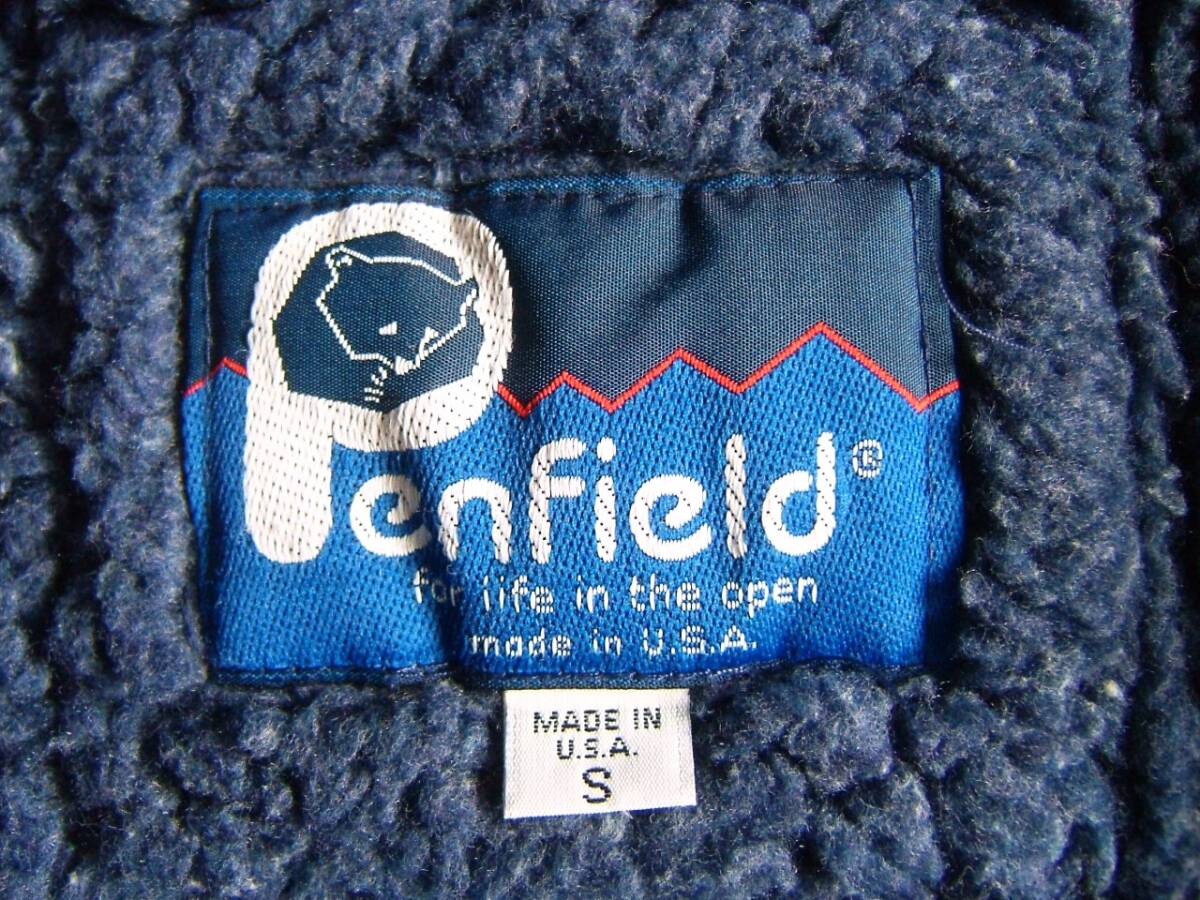 Penfield®
for life in the open
made in U.S.A.
MADE IN
U.S.A.
S